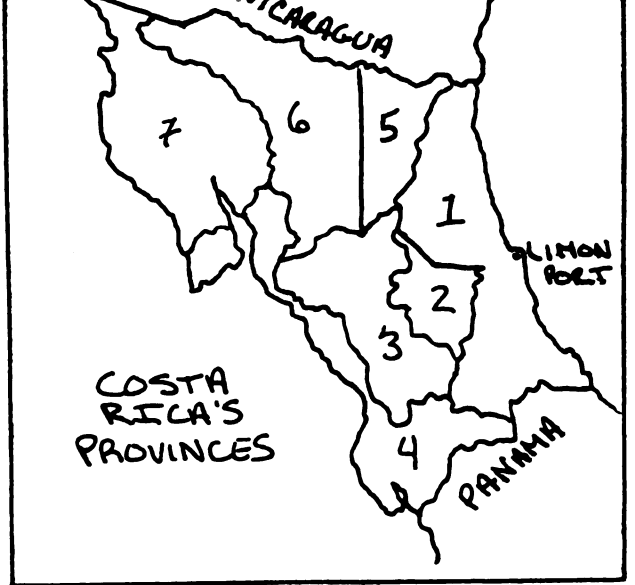 NICARAGUA
7
6
5
1
LIMON
PORT
2
3
COSTA
RICA'S
PROVINCES
4
PANAMA